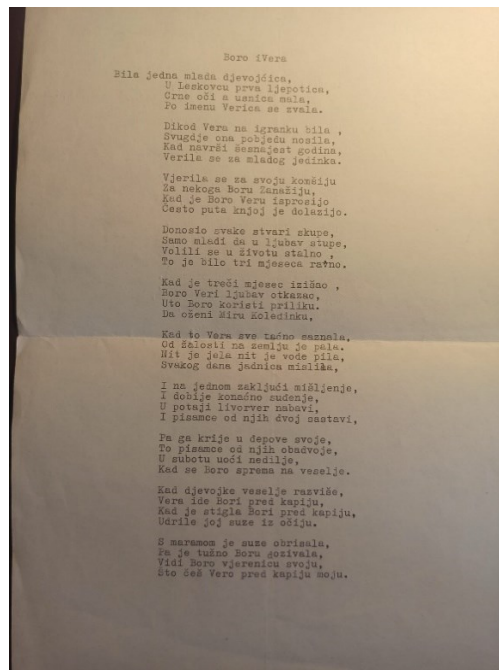 Boro iVera
Bila jedna mlada djevojčica,
U Leskovcu prva ljepotica,
Crne oči a usnica mala,
Po imenu Verica se zvala.
Dikod Vera na igranku bila ,
Svugdje ona pobjedu nosila,
Kad navrši šesnajest godina,
Verila se za mladog jedinka.
Vjerila se za svoju komšiju
Za nekoga Boru Zanažiju,
Kad je Boro Veru isprosijo
Često puta knjoj je dolazijo.
Donosio svake stvari skupe,
Samo mladi da u ljubav stupe,
Volili se u životu stalno ,
To je bilo tri mjeseca ratno.
Kad je treči mjesec izišao ,
Boro Veri ljubav otkazao,
Uto Boro koristi priliku.
Da oženi Miru Koledinku,
Kad to Vera sve tačno saznala,
Od žalosti na zemlju je pala.
Nit je jela nit je vode pila,
Svakog dana jadnica mislila,
I na jednom zaključi mišljenje,
I dobije konačno suđenje,
U potaji livorver nabavi,
I pisamce od njih dvoj sastavi,
Pa ga krije u đepove svoje,
To pisamce od njih obadvoje,
U subotu uoči nedilje,
Kad se Boro sprema na veselje.
Kad djevojke veselje razviše,
Vera ide Bori pred kapiju,
Kad je stigla Bori pred kapiju,
Udrile joj suze iz očiju.
S maramom je suze obrisala,
Pa je tužno Boru dozivala,
Vidi Boro vjerenicu svoju,
Što češ Vero pred kapiju moju.